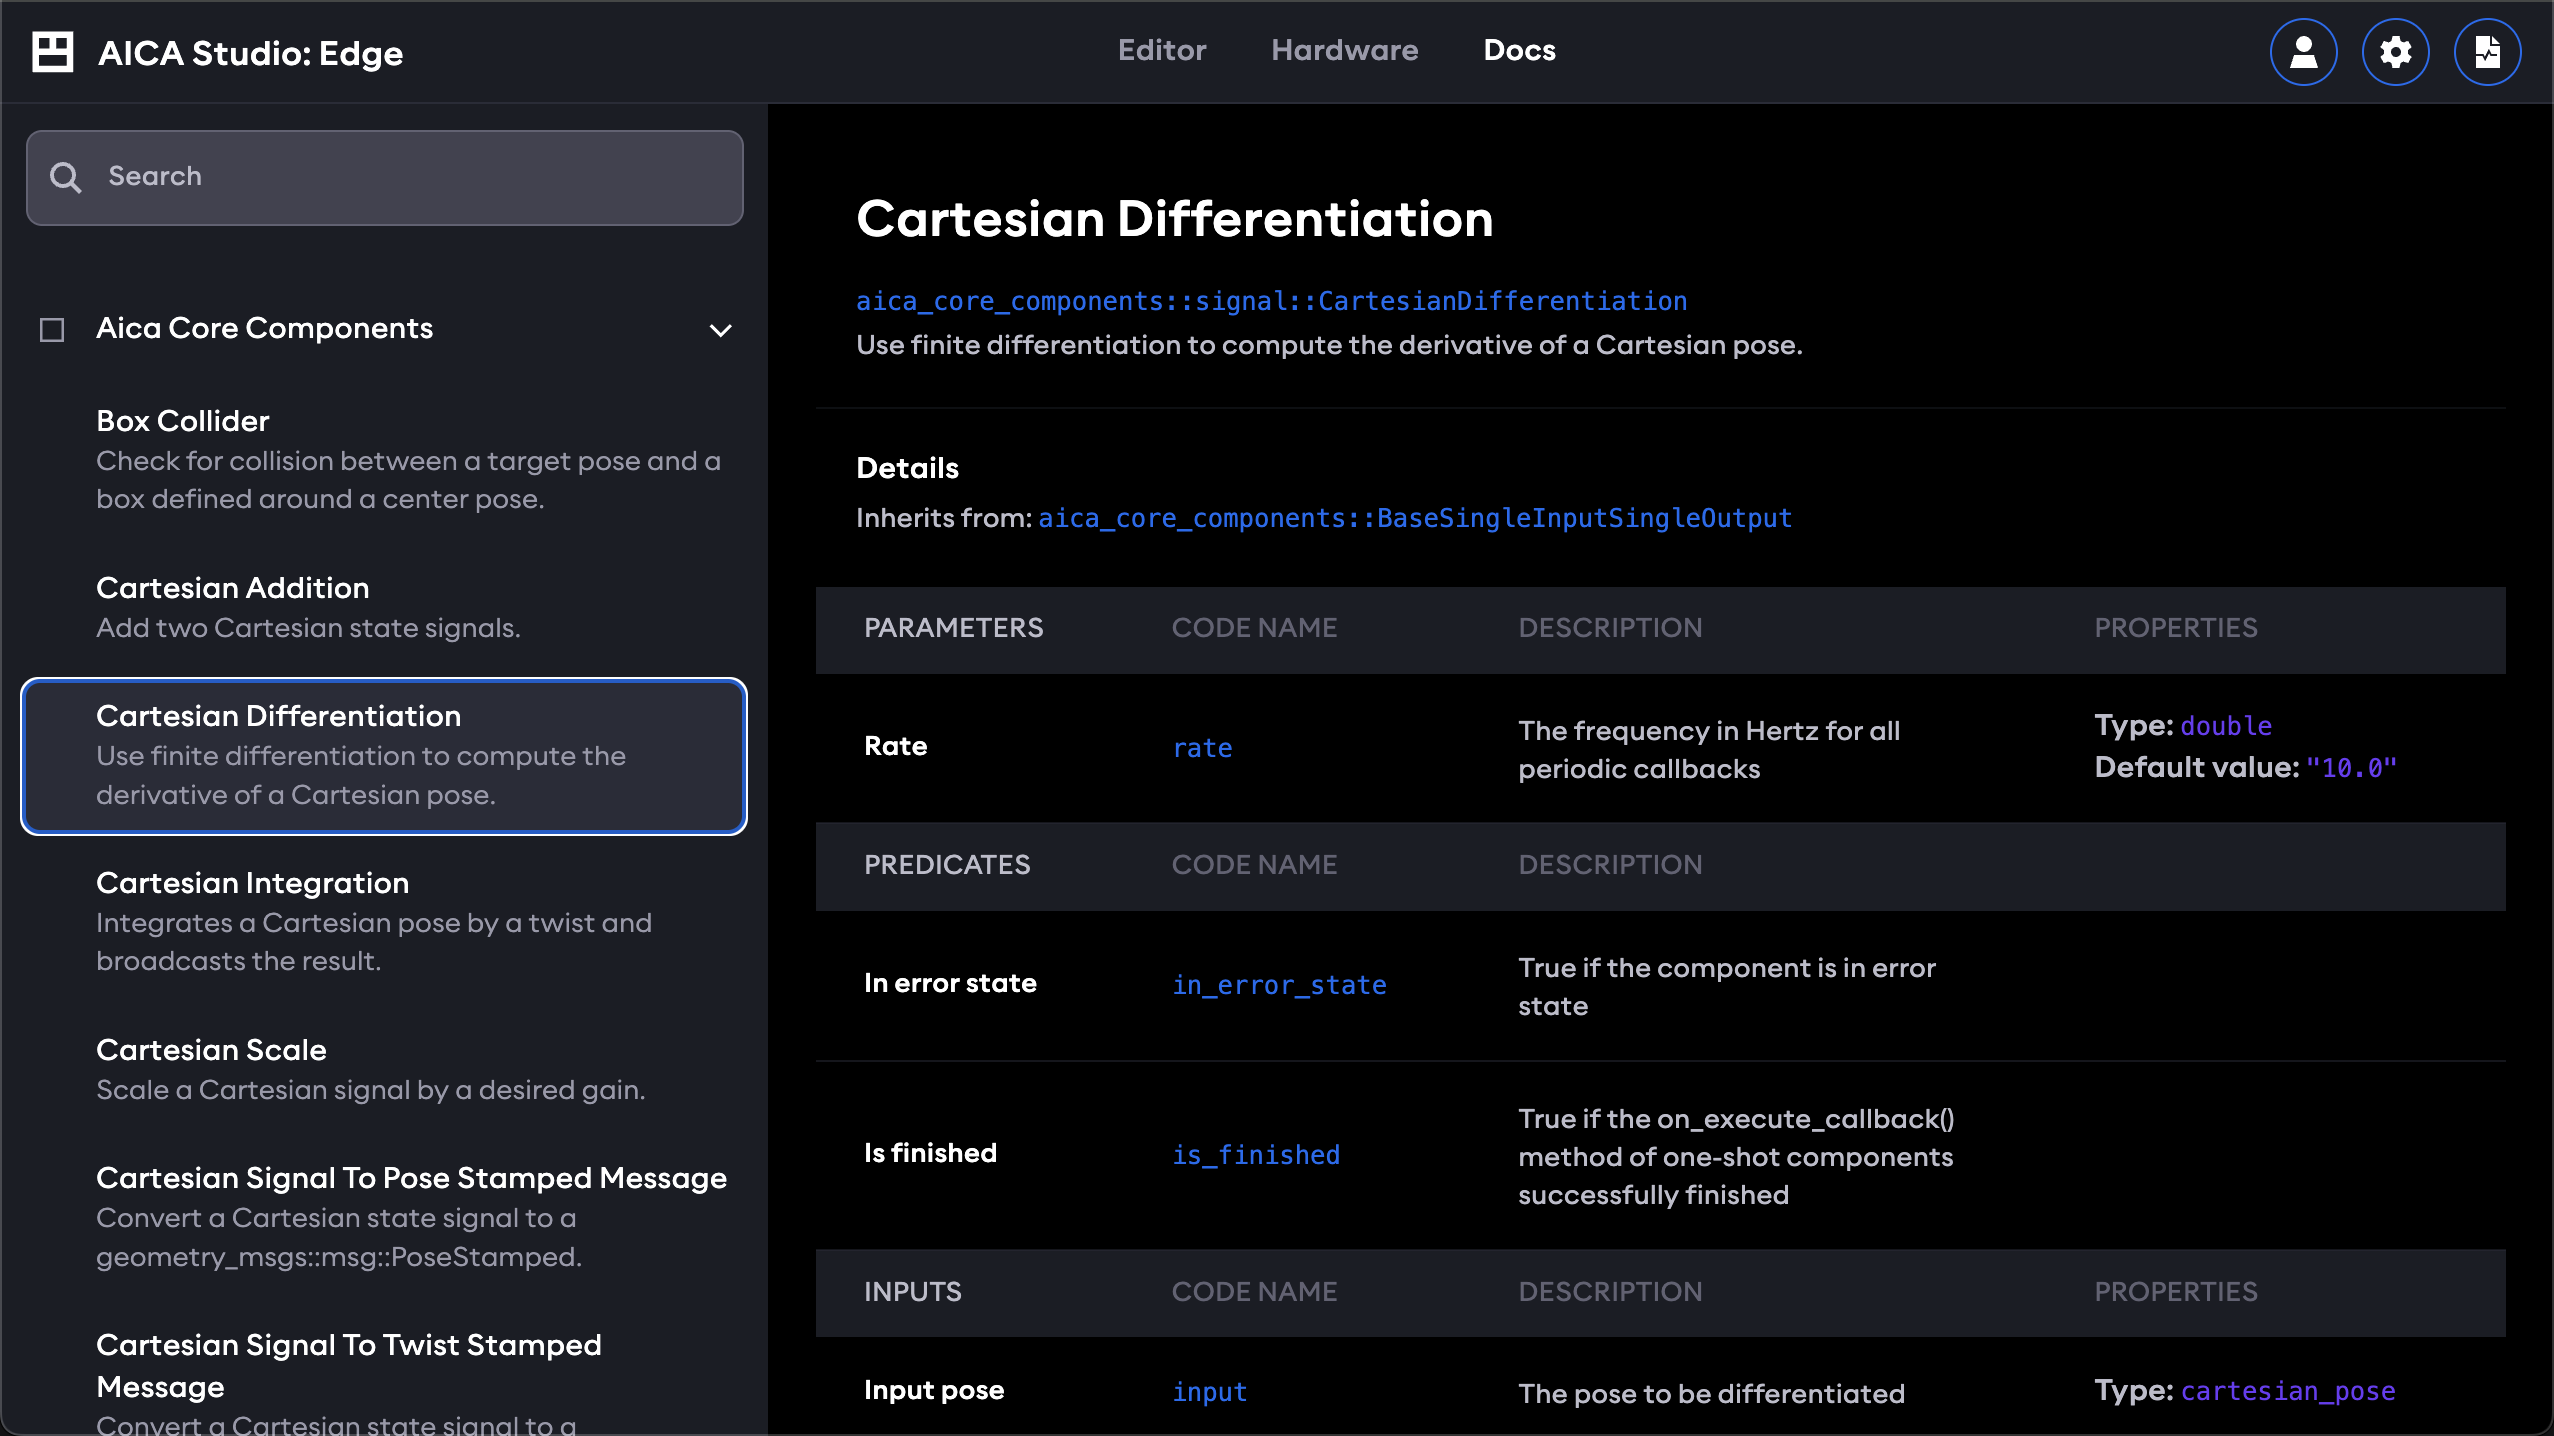 AICA Studio: Edge
Editor
Hardware
Docs
Search
Aica Core Components
Box Collider
Check for collision between a target pose and a
box defined around a center pose.
Cartesian Addition
Add two Cartesian state signals.
Cartesian Differentiation
Use finite differentiation to compute the
derivative of a Cartesian pose.
Cartesian Integration
Integrates a Cartesian pose by a twist and
broadcasts the result.
Cartesian Scale
Scale a Cartesian signal by a desired gain.
Cartesian Signal To Pose Stamped Message
Convert a Cartesian state signal to a
geometry_msgs::msg::PoseStamped.
Cartesian Signal To Twist Stamped
Message
Convert a Cartesian state signal to a
Cartesian Differentiation
aica_core_components::signal::CartesianDifferentiation
Use finite differentiation to compute the derivative of a Cartesian pose.
Details
Inherits from: aica_core_components::BaseSingleInputSingleOutput
PARAMETERS CODE NAME DESCRIPTION PROPERTIES
Rate
rate
The frequency in Hertz for all
periodic callbacks
Type: double
Default value: "10.0"
PREDICATES CODE NAME DESCRIPTION
In error state
in_error_state
True if the component is in error
state
Is finished
is_finished
True if the on_execute_callback()
method of one-shot components
successfully finished
INPUTS CODE NAME DESCRIPTION PROPERTIES
Input pose
input
The pose to be differentiated
Type: cartesian_pose